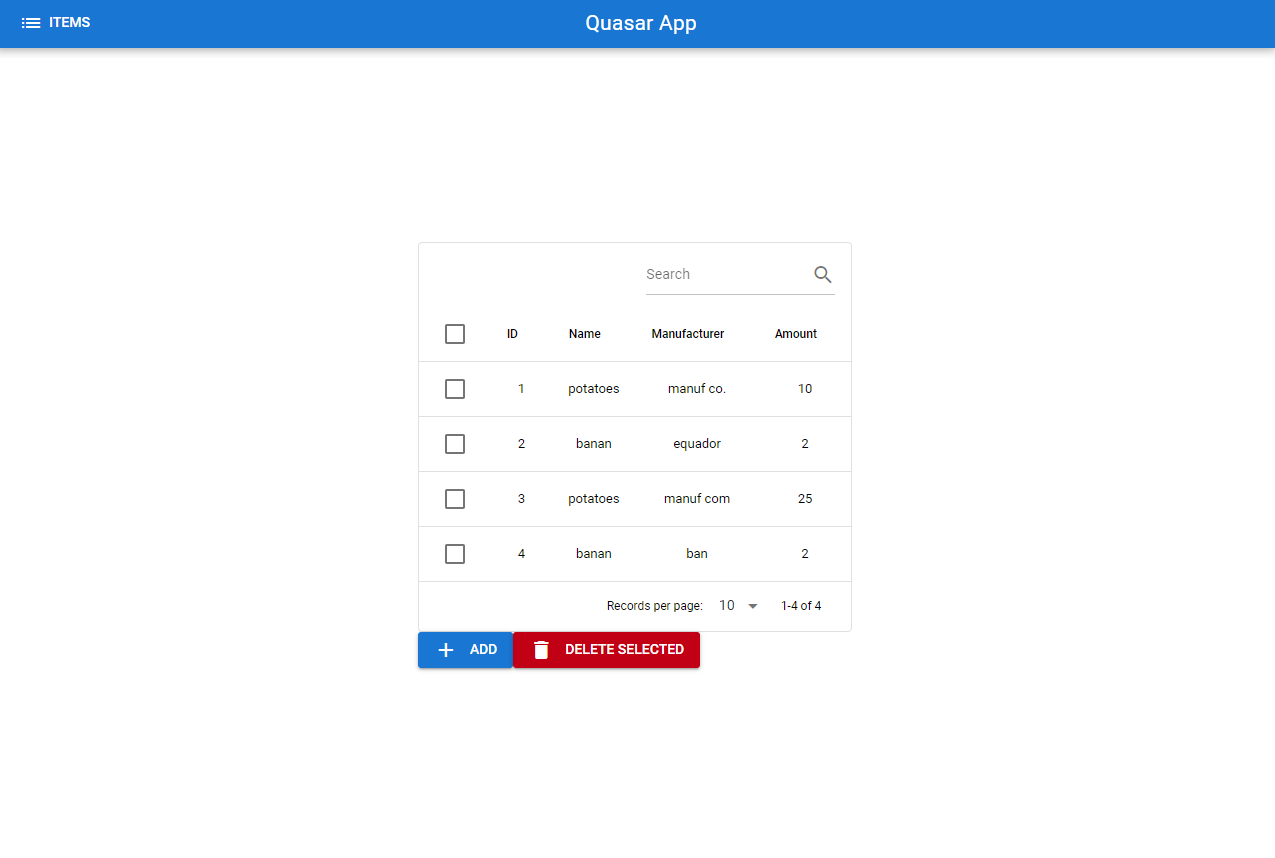 ITEMS
Quasar App
Search
ID Name Manufacturer Amount
1 potatoes manuf co. 10
2 banan equador 2
3 potatoes manuf com 25
4 banan ban 2
Records per page: 10 1-4 of 4
ADD DELETE SELECTED